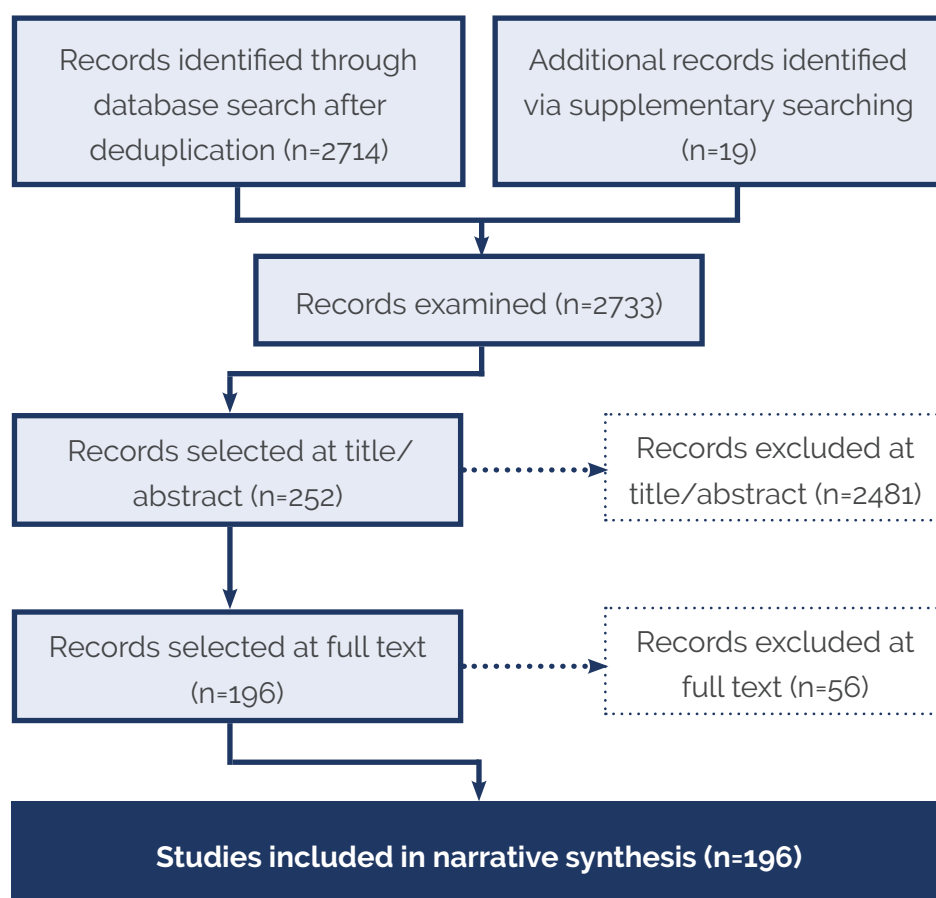 Records identified through
database search after
deduplication (n=2714)
Additional records identified
via supplementary searching
(n=19)
Records examined (n=2733)
Records selected at title/
abstract (n=252)
Records excluded at
title/abstract (n=2481)
Records selected at full text
(n=196)
Records excluded at
full text (n=56)
Studies included in narrative synthesis (n=196)